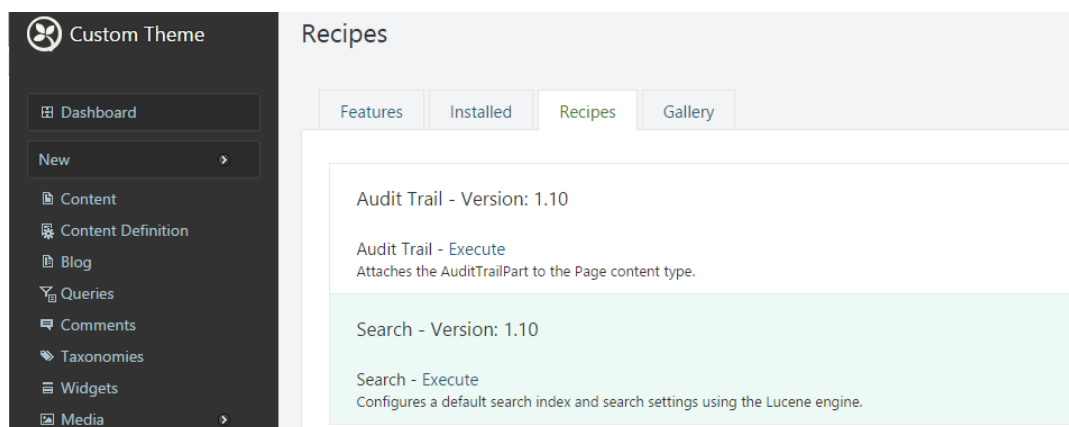 Custom Theme
Dashboard
New
Content
Content Definition
Blog
Queries
Comments
Taxonomies
Widgets
Media
Recipes
Features Installed Recipes Gallery
Audit Trail - Version: 1.10
Audit Trail - Execute
Attaches the AuditTrailPart to the Page content type.
Search - Version: 1.10
Search - Execute
Configures a default search index and search settings using the Lucene engine.